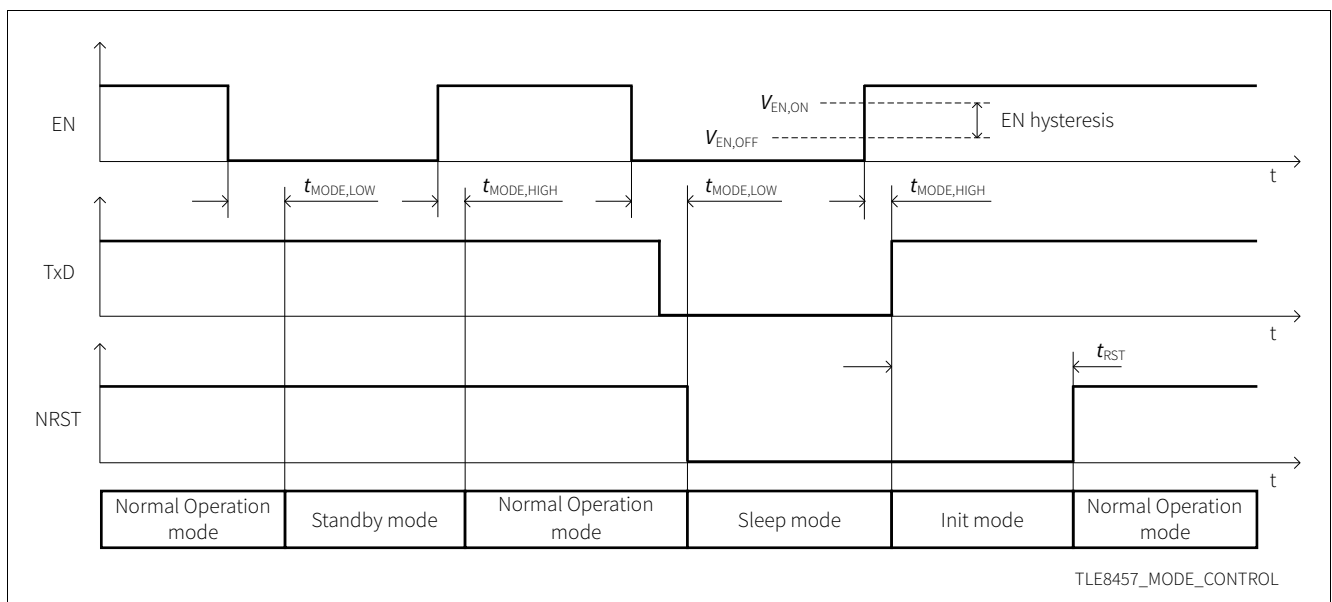 EN
V_EN,ON
EN hysteresis
V_EN,OFF
t
t_MODE,LOW
t_MODE,HIGH
t_MODE,LOW
t_MODE,HIGH
TxD
t
t_RST
NRST
t
Normal Operation mode
Standby mode
Normal Operation mode
Sleep mode
Init mode
Normal Operation mode
TLE8457_MODE_CONTROL